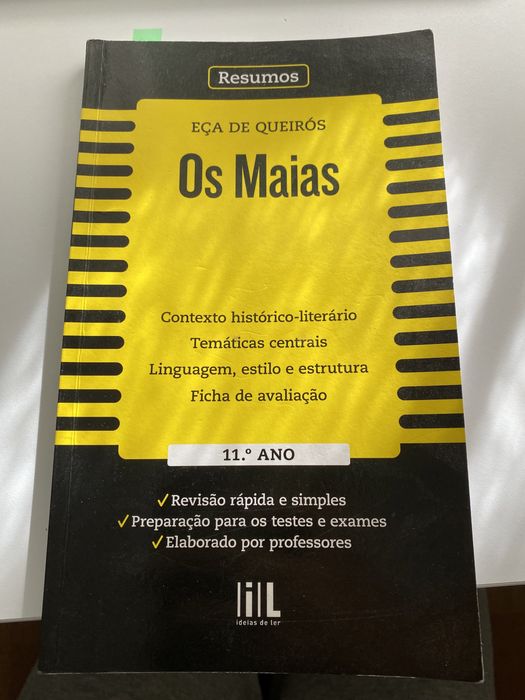 Resumos
EÇA DE QUEIRÓS
Os Maias
Contexto histórico-literário
Temáticas centrais
Linguagem, estilo e estrutura
Ficha de avaliação
11.º ANO
✓Revisão rápida e simples
✓Preparação para os testes e exames
✓Elaborado por professores
iL
ideias de ler